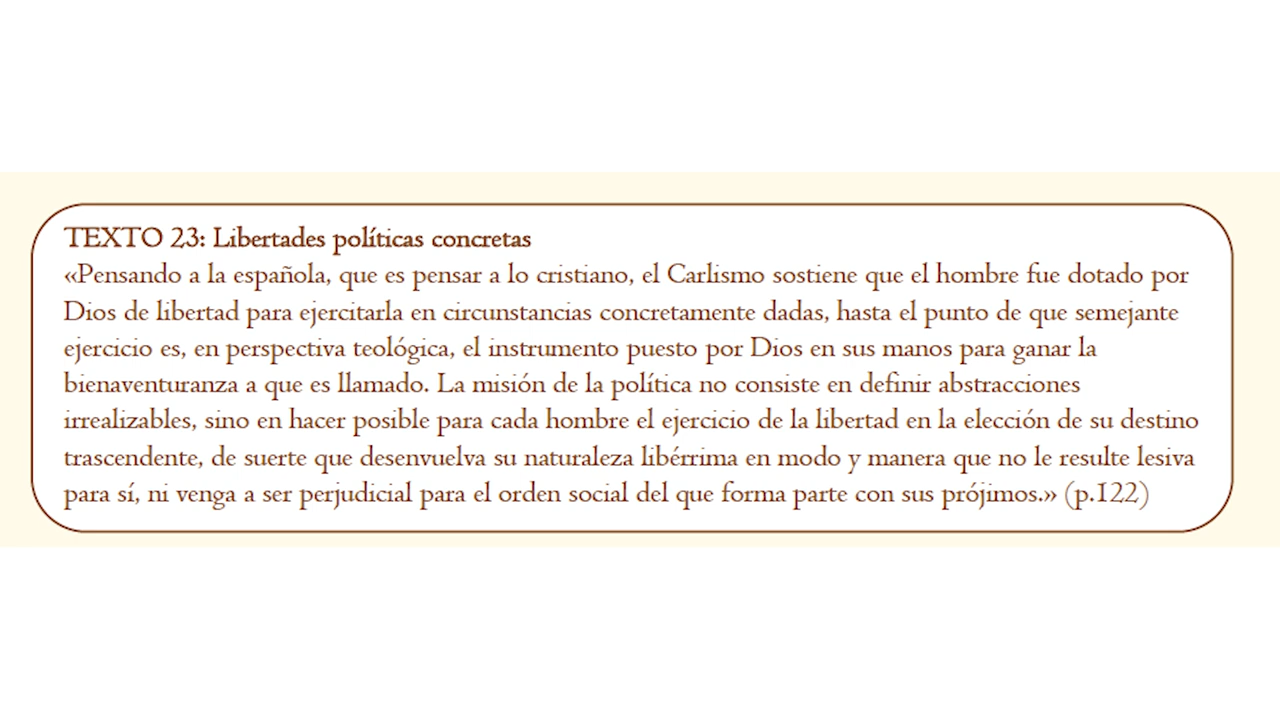 TEXTO 23: Libertades políticas concretas
«Pensando a la española, que es pensar a lo cristiano, el Carlismo sostiene que el hombre fue dotado por
Dios de libertad para ejercitarla en circunstancias concretamente dadas, hasta el punto de que semejante
ejercicio es, en perspectiva teológica, el instrumento puesto por Dios en sus manos para ganar la
bienaventuranza a que es llamado. La misión de la política no consiste en definir abstracciones
irrealizables, sino en hacer posible para cada hombre el ejercicio de la libertad en la elección de su destino
trascendente, de suerte que desenvuelva su naturaleza libérrima en modo y manera que no le resulte lesiva
para sí, ni venga a ser perjudicial para el orden social del que forma parte con sus prójimos.» (p.122)